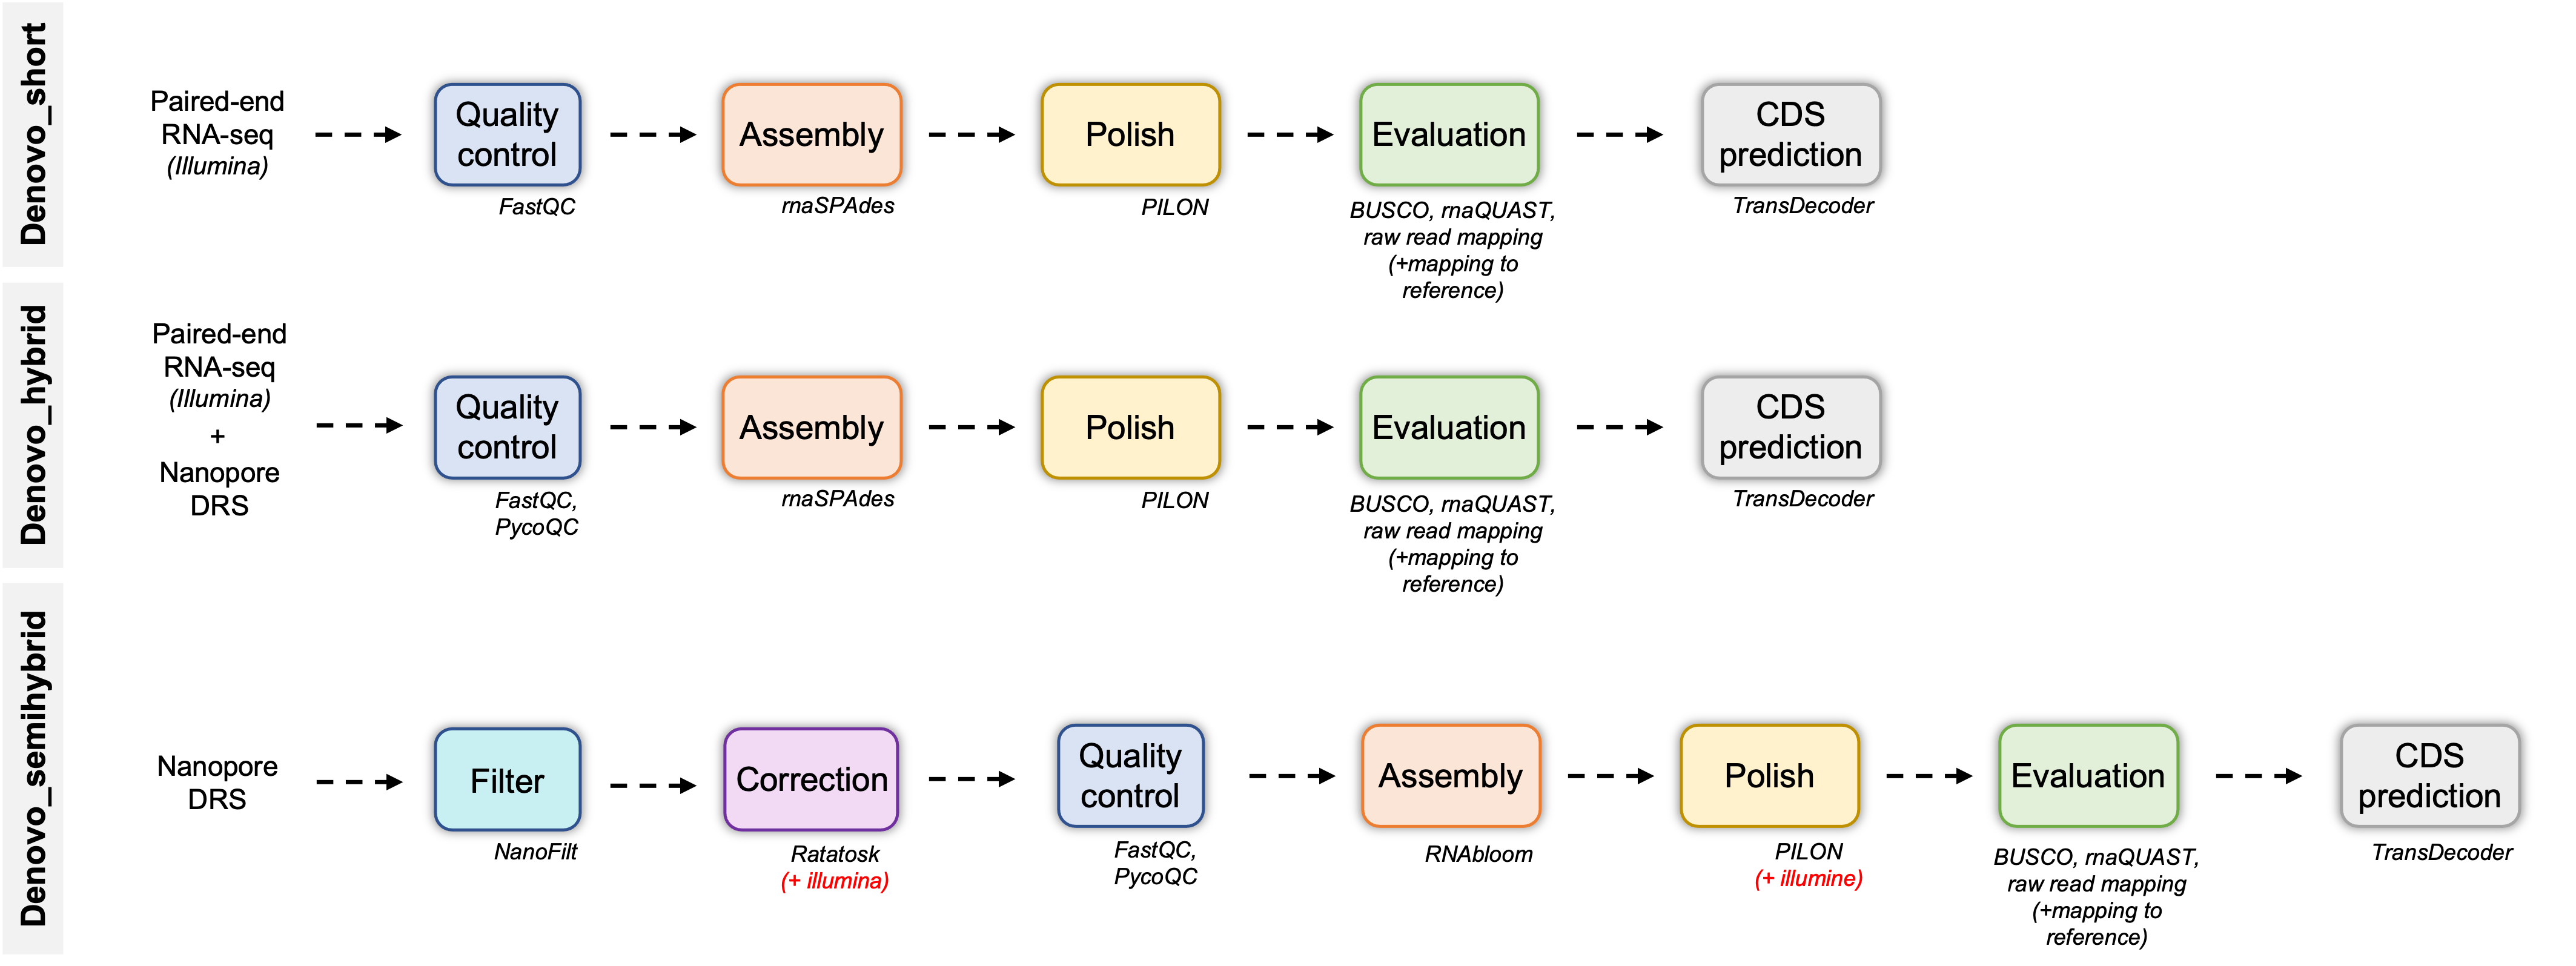 Denovo_short
Paired-end
RNA-seq
(Illumina)
Quality
control
FastQC
Assembly
rnaSPAdes
Polish
PILON
Evaluation
BUSCO, rnaQUAST,
raw read mapping
(+mapping to
reference)
CDS
prediction
TransDecoder
Denovo_hybrid
Paired-end
RNA-seq
(Illumina)
+
Nanopore
DRS
Quality
control
FastQC,
PycoQC
Assembly
rnaSPAdes
Polish
PILON
Evaluation
BUSCO, rnaQUAST,
raw read mapping
(+mapping to
reference)
CDS
prediction
TransDecoder
Denovo_semihybrid
Nanopore
DRS
Filter
NanoFilt
Correction
Ratatosk
(+ illumina)
Quality
control
FastQC,
PycoQC
Assembly
RNAbloom
Polish
PILON
(+ illumine)
Evaluation
BUSCO, rnaQUAST,
raw read mapping
(+mapping to
reference)
CDS
prediction
TransDecoder